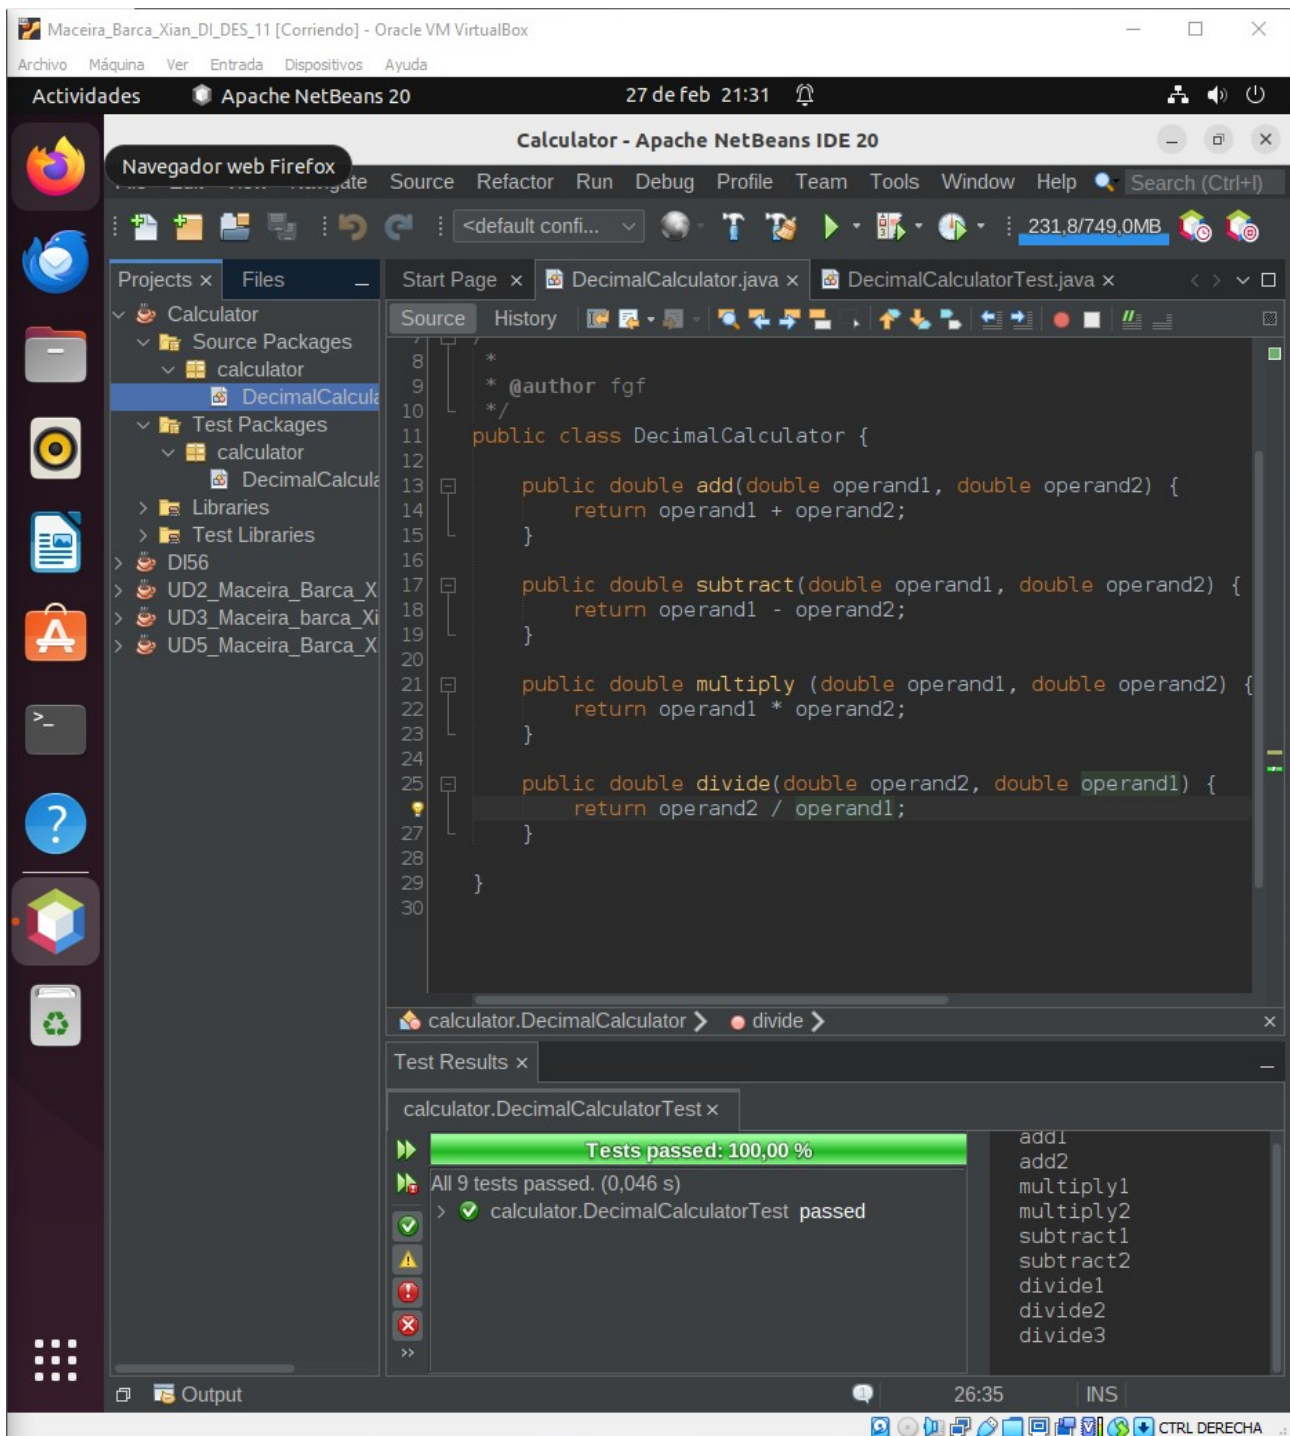 Maceira_Barca_Xian_DI_DES_11 [Corriendo] - Oracle VM VirtualBox
Archivo Máquina Ver Entrada Dispositivos Ayuda
Actividades Apache NetBeans 20 27 de feb 21:31
Calculator - Apache NetBeans IDE 20
Navegador web Firefox
Source Refactor Run Debug Profile Team Tools Window Help Search (Ctrl+I)
<default confi... 231,8/749,0MB
Projects Files
Start Page DecimalCalculator.java DecimalCalculatorTest.java
Source History
Calculator
Source Packages
calculator
DecimalCalcula
Test Packages
calculator
DecimalCalcula
Libraries
Test Libraries
DI56
UD2_Maceira_Barca_X
UD3_Maceira_barca_Xi
UD5_Maceira_Barca_X
8 *
9 * @author fgf
10 */
11 public class DecimalCalculator {
12
13 public double add(double operand1, double operand2) {
14 return operand1 + operand2;
15 }
16
17 public double subtract(double operand1, double operand2) {
18 return operand1 - operand2;
19 }
20
21 public double multiply (double operand1, double operand2) {
22 return operand1 * operand2;
23 }
24
25 public double divide(double operand2, double operand1) {
return operand2 / operand1;
27 }
28
29 }
30
calculator.DecimalCalculator divide
Test Results
calculator.DecimalCalculatorTest
Tests passed: 100,00 %
All 9 tests passed. (0,046 s)
calculator.DecimalCalculatorTest passed
add1
add2
multiply1
multiply2
subtract1
subtract2
divide1
divide2
divide3
Output 1 26:35 INS
CTRL DERECHA